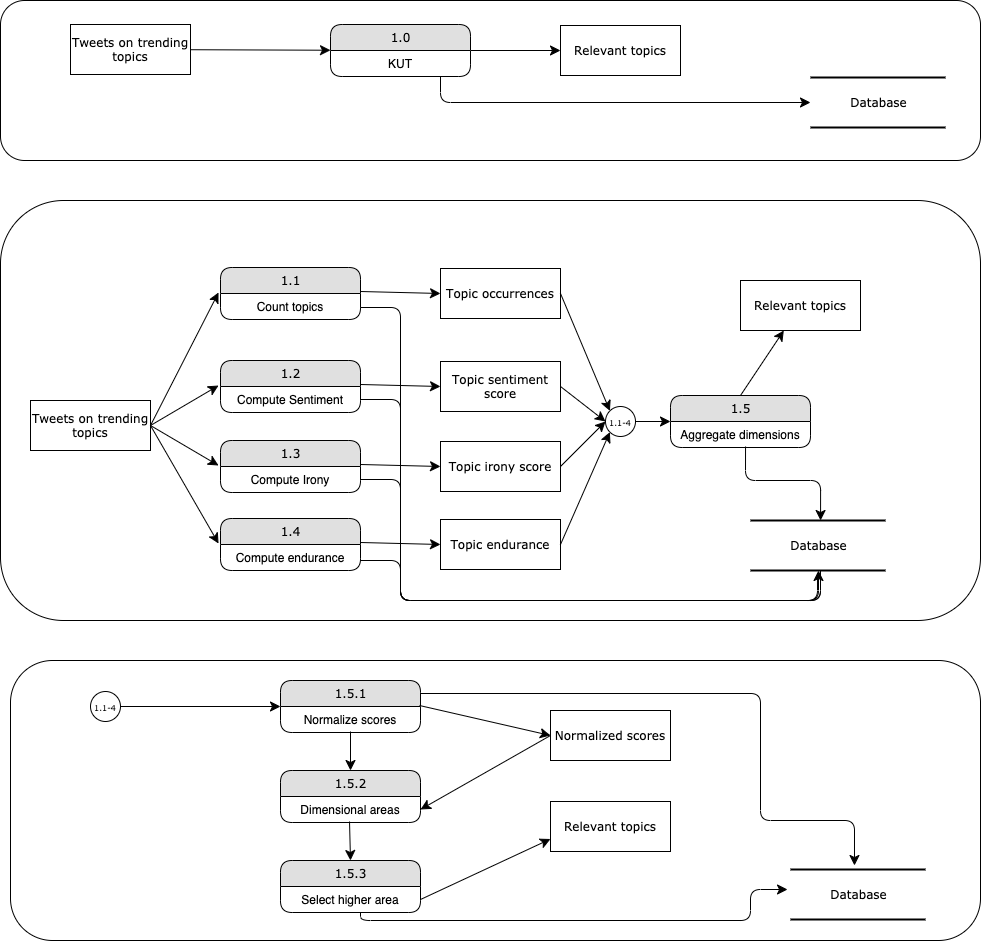 1.0
Tweets on trending
topics
KUT
Relevant topics
Database
1.1
Count topics
Topic occurrences
Relevant topics
1.2
Compute Sentiment
Topic sentiment
score
Tweets on trending
topics
1.1-4
1.5
Aggregate dimensions
1.3
Compute Irony
Topic irony score
1.4
Compute endurance
Topic endurance
Database
1.1-4
1.5.1
Normalize scores
Normalized scores
1.5.2
Dimensional areas
Relevant topics
1.5.3
Select higher area
Database